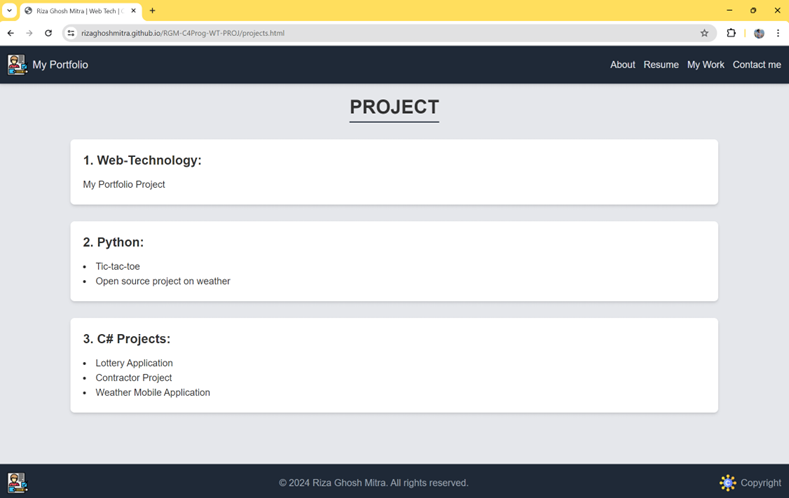 Riza Ghosh Mitra | Web Tech |
rizaghoshmitra.github.io/RGM-C4Prog-WT-PROJ/projects.html
My Portfolio
About Resume My Work Contact me
PROJECT
1. Web-Technology:
My Portfolio Project
2. Python:
• Tic-tac-toe
• Open source project on weather
3. C# Projects:
• Lottery Application
• Contractor Project
• Weather Mobile Application
© 2024 Riza Ghosh Mitra. All rights reserved.
Copyright